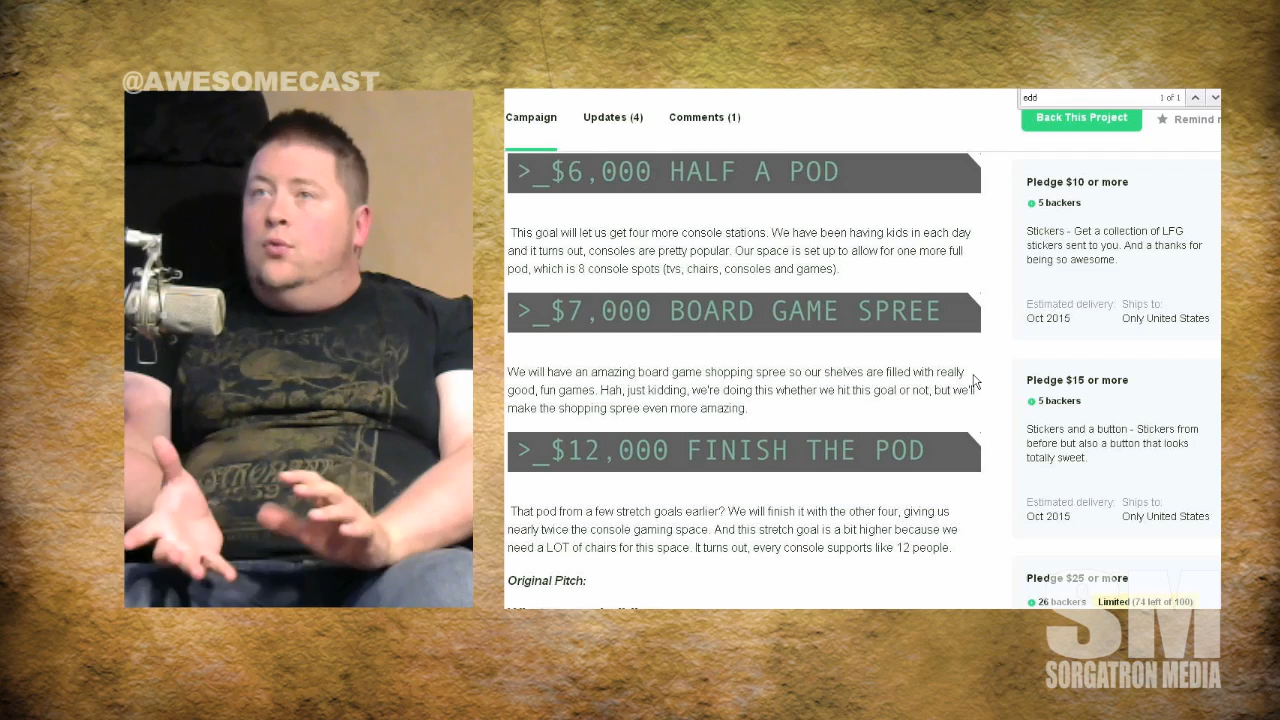 @AWESOMECAST
edd
1 of 1
Campaign
Updates (4)
Comments (1)
Back This Project
Remind
>_$6,000 HALF A POD
This goal will let us get four more console stations. We have been having kids in each day
and it turns out, consoles are pretty popular. Our space is set up to allow for one more full
pod, which is 8 console spots (tvs, chairs, consoles and games).
>_$7,000 BOARD GAME SPREE
We will have an amazing board game shopping spree so our shelves are filled with really
good, fun games. Hah, just kidding, we're doing this whether we hit this goal or not, but we'll
make the shopping spree even more amazing.
>_$12,000 FINISH THE POD
That pod from a few stretch goals earlier? We will finish it with the other four, giving us
nearly twice the console gaming space. And this stretch goal is a bit higher because we
need a LOT of chairs for this space. It turns out, every console supports like 12 people.
Original Pitch:
Pledge $10 or more
5 backers
Stickers - Get a collection of LFG
stickers sent to you. And a thanks for
being so awesome.
Estimated delivery: Ships to:
Oct 2015 Only United States
Pledge $15 or more
5 backers
Stickers and a button - Stickers from
before but also a button that looks
totally sweet.
Estimated delivery: Ships to:
Oct 2015 Only United States
Pledge $25 or more
26 backers Limited (74 left of 100)
SM
SORGATRON MEDIA